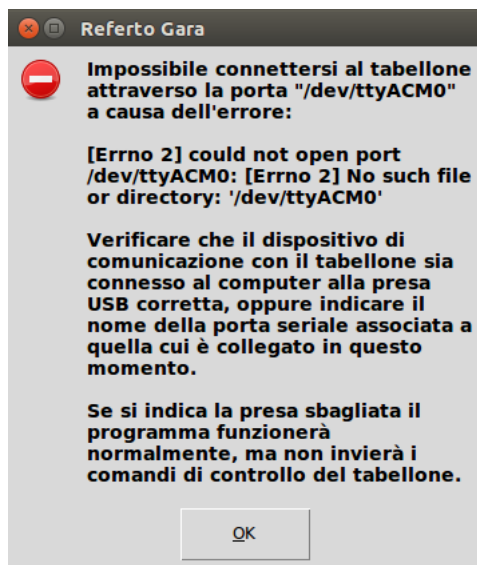 Referto Gara
Impossibile connettersi al tabellone
attraverso la porta "/dev/ttyACM0"
a causa dell'errore:
[Errno 2] could not open port
/dev/ttyACM0: [Errno 2] No such file
or directory: '/dev/ttyACM0'
Verificare che il dispositivo di
comunicazione con il tabellone sia
connesso al computer alla presa
USB corretta, oppure indicare il
nome della porta seriale associata a
quella cui è collegato in questo
momento.
Se si indica la presa sbagliata il
programma funzionerà
normalmente, ma non invierà i
comandi di controllo del tabellone.
OK